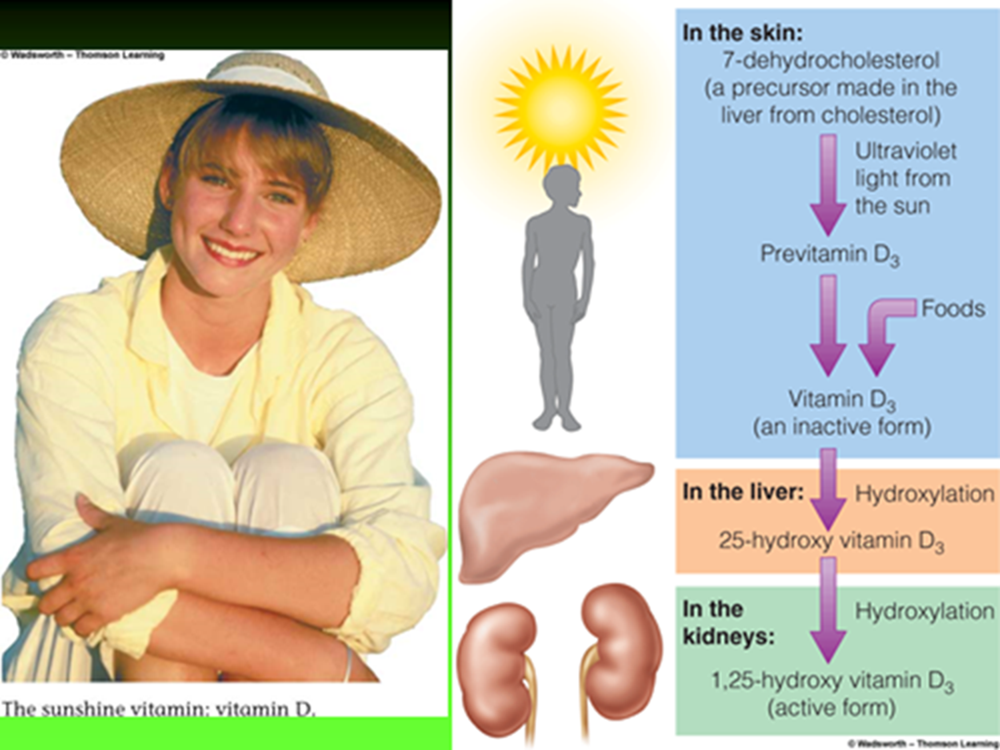 © Wadsworth – Thomson Learning
The sunshine vitamin: vitamin D.
In the skin:
7-dehydrocholesterol
(a precursor made in the
liver from cholesterol)
Ultraviolet
light from
the sun
Previtamin D₃
Foods
Vitamin D₃
(an inactive form)
In the liver:
Hydroxylation
25-hydroxy vitamin D₃
In the
kidneys:
Hydroxylation
1,25-hydroxy vitamin D₃
(active form)
© Wadsworth – Thomson Learning